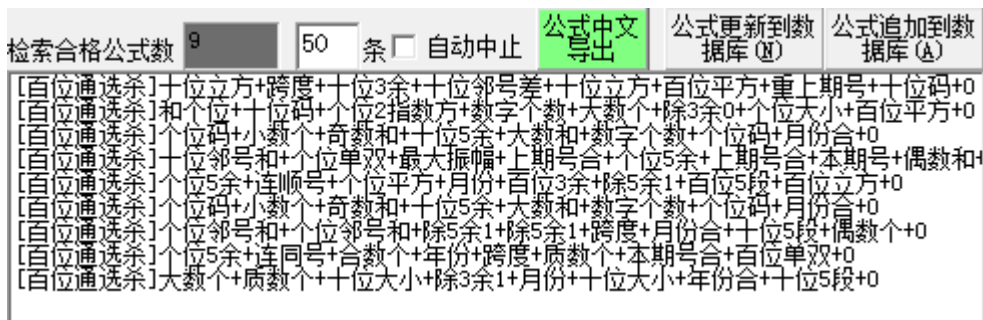 检索合格公式数 9 50 条 自动中止 公式中文导出 公式更新到数据库(N) 公式追加到数据库(A)
[百位通选杀]十位立方+跨度+十位3余+十位邻号差+十位立方+百位平方+重上期号+十位码+0
[百位通选杀]和个位+十位码+个位2指数方+数字个数+大数个+除3余0+个位大小+百位平方+0
[百位通选杀]个位码+小数个+奇数和+十位5余+大数和+数字个数+个位码+月份合+0
[百位通选杀]十位邻号和+个位单双+最大振幅+上期号合+个位5余+上期号合+本期号+偶数和+
[百位通选杀]个位5余+连顺号+个位平方+月份+百位3余+除5余1+百位5段+百位立方+0
[百位通选杀]个位码+小数个+奇数和+十位5余+大数和+数字个数+个位码+月份合+0
[百位通选杀]个位邻号和+个位邻号和+除5余1+除5余1+跨度+月份合+十位5段+偶数个+0
[百位通选杀]个位5余+连同号+合数个+年份+跨度+质数个+本期号合+百位单双+0
[百位通选杀]大数个+质数个+十位大小+除3余1+月份+十位大小+年份合+十位5段+0